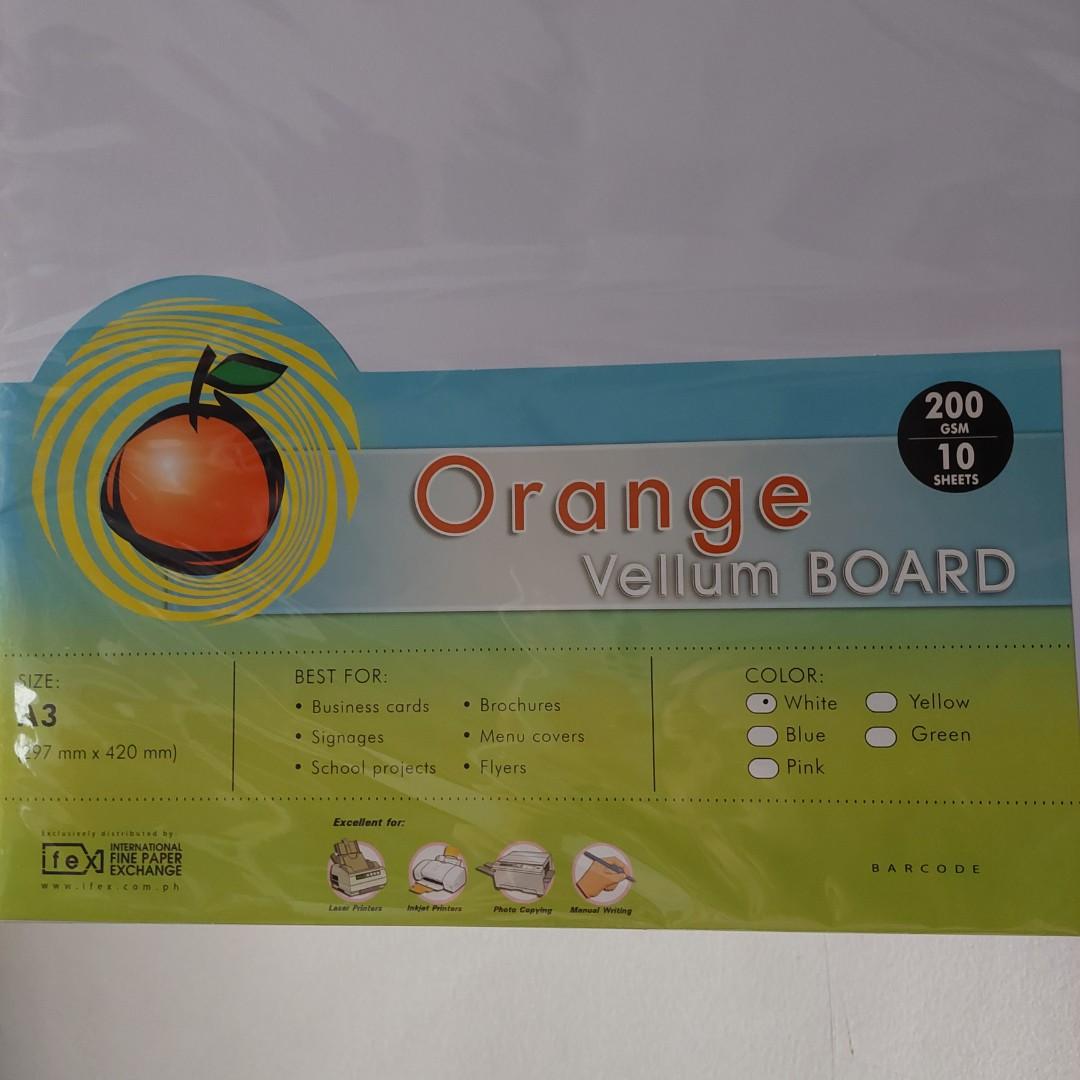 200
GSM
10
SHEETS
Orange
Vellum BOARD
SIZE:
A3
(297 mm x 420 mm)
BEST FOR:
• Business cards
• Signages
• School projects
• Brochures
• Menu covers
• Flyers
COLOR:
White
Blue
Pink
Yellow
Green
Exclusively distributed by:
ifex
INTERNATIONAL
FINE PAPER
EXCHANGE
www.ifex.com.ph
Excellent for:
Laser Printers
Inkjet Printers
Photo Copying
Manual Writing
BARCODE